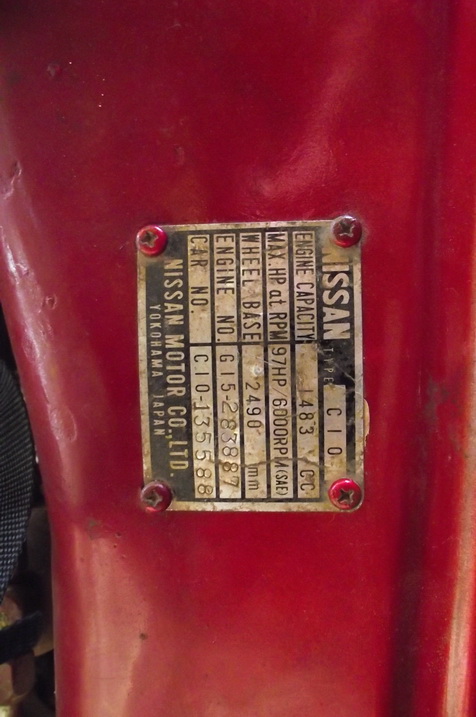 NISSAN TYPE C10
ENGINE CAPACITY 1483 CC
MAX. HP at RPM 97HP 6000RPM (SAE)
WHEEL BASE 2490 mm
ENGINE NO. G15-283887
CAR NO. C10-135588
NISSAN MOTOR CO., LTD.
YOKOHAMA JAPAN